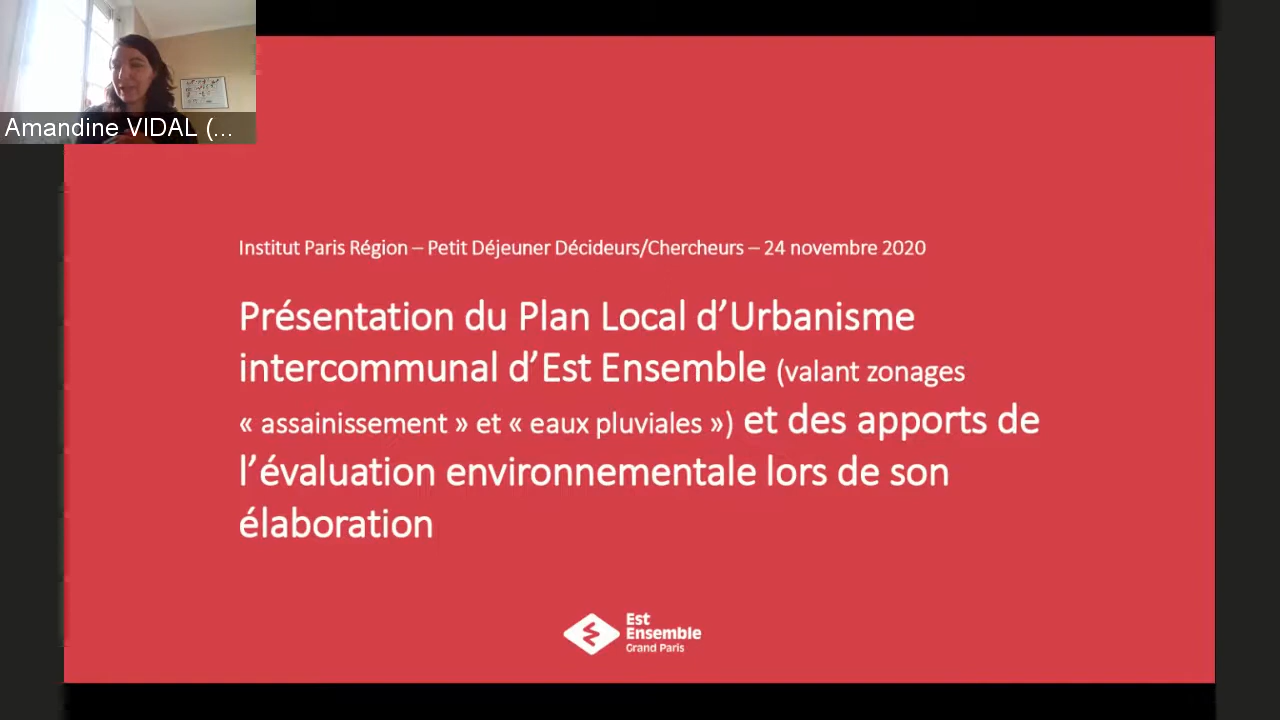 Amandine VIDAL (...
Institut Paris Région – Petit Déjeuner Décideurs/Chercheurs – 24 novembre 2020
Présentation du Plan Local d’Urbanisme
intercommunal d’Est Ensemble (valant zonages
« assainissement » et « eaux pluviales ») et des apports de
l’évaluation environnementale lors de son
élaboration
Est
Ensemble
Grand Paris